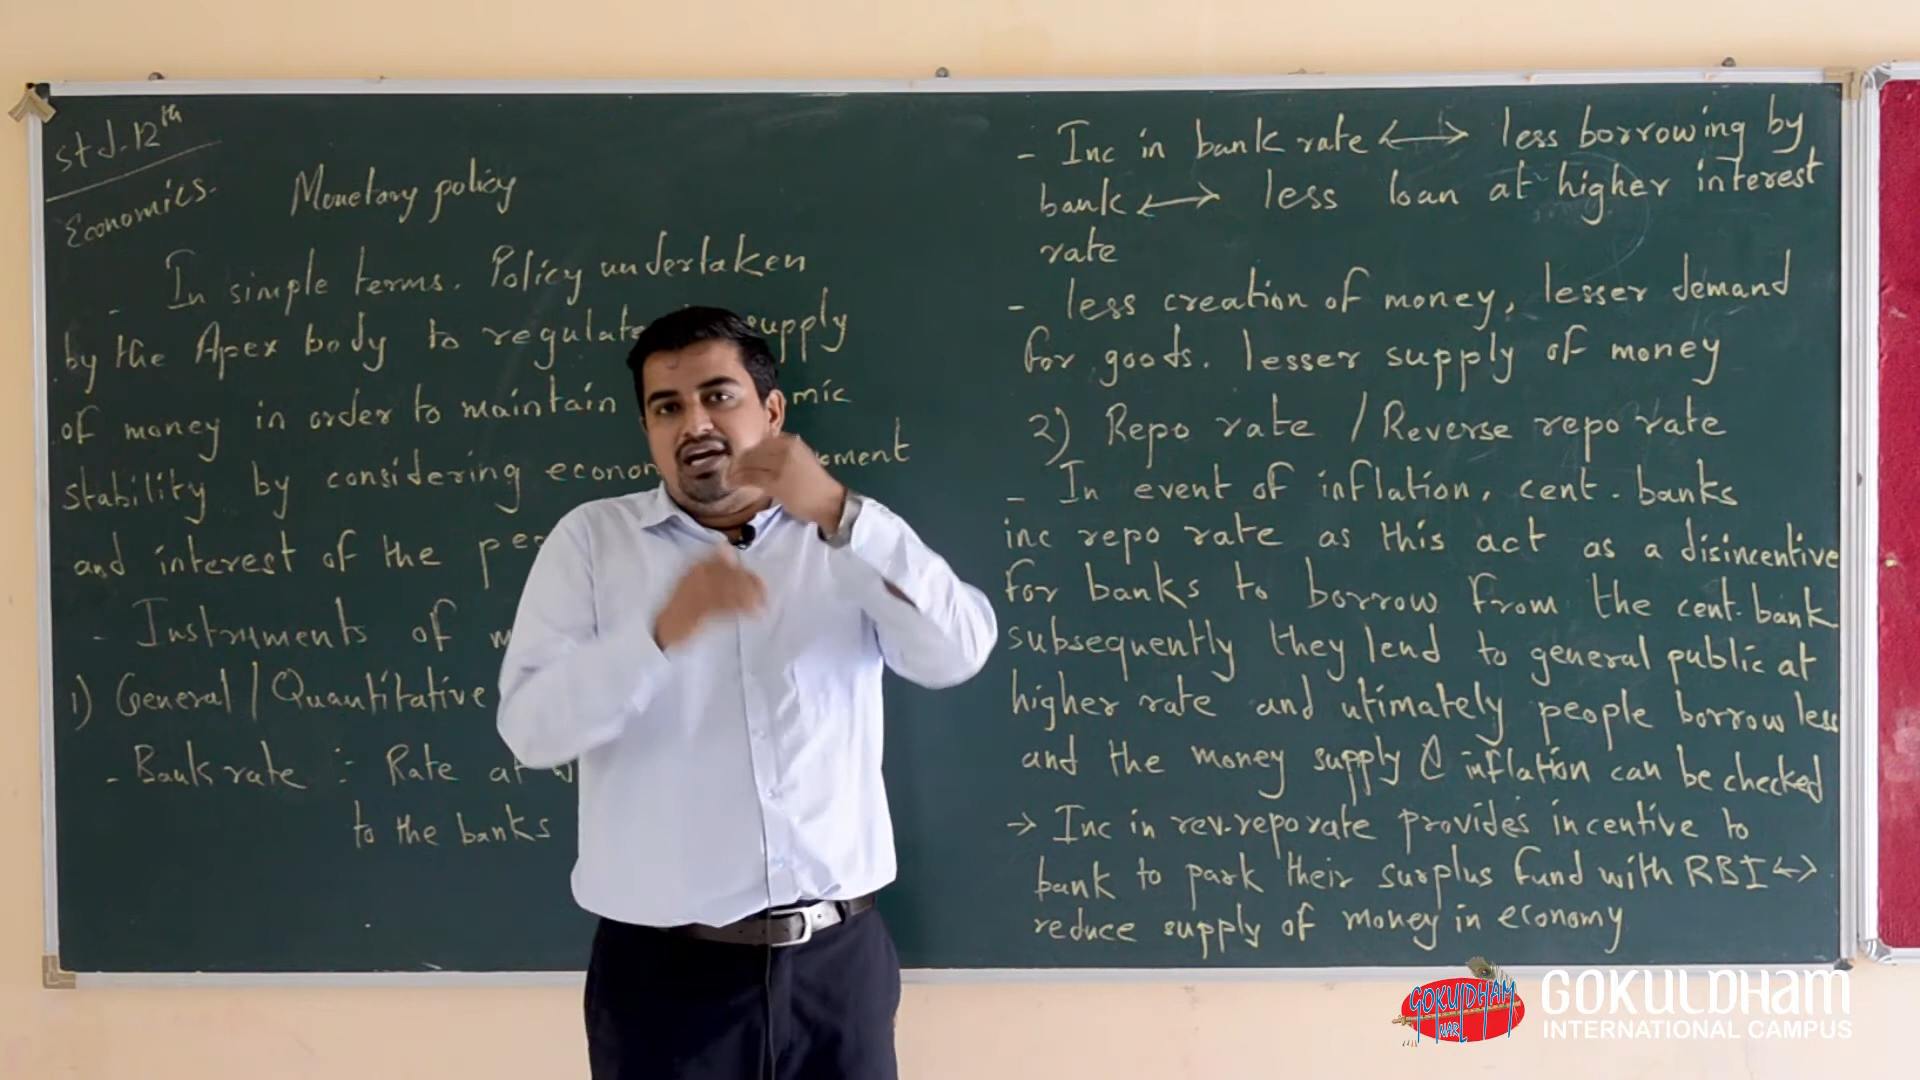 Std.12th
Economics.
Monetary policy
- In simple terms. Policy undertaken
by the Apex body to regulate supply
of money in order to maintain mic
stability by considering econo ement
and interest of the pe
- Instruments of m
1) General / Quantitative
- Bank rate :- Rate at w
to the banks
- Inc in bank rate <-> less borrowing by
bank <-> less loan at higher interest
rate
- less creation of money, lesser demand
for goods. lesser supply of money
2) Repo rate / Reverse repo rate
- In event of inflation, cent. banks
inc repo rate as this act as a disincentive
for banks to borrow from the cent. bank
subsequently they lend to general public at
higher rate and utimately people borrow less
and the money supply & inflation can be checked
-> Inc in rev. repo rate provides incentive to
bank to park their surplus fund with RBI <->
reduce supply of money in economy
GOKULDHAM
NAR
GOKULDHAM
INTERNATIONAL CAMPUS